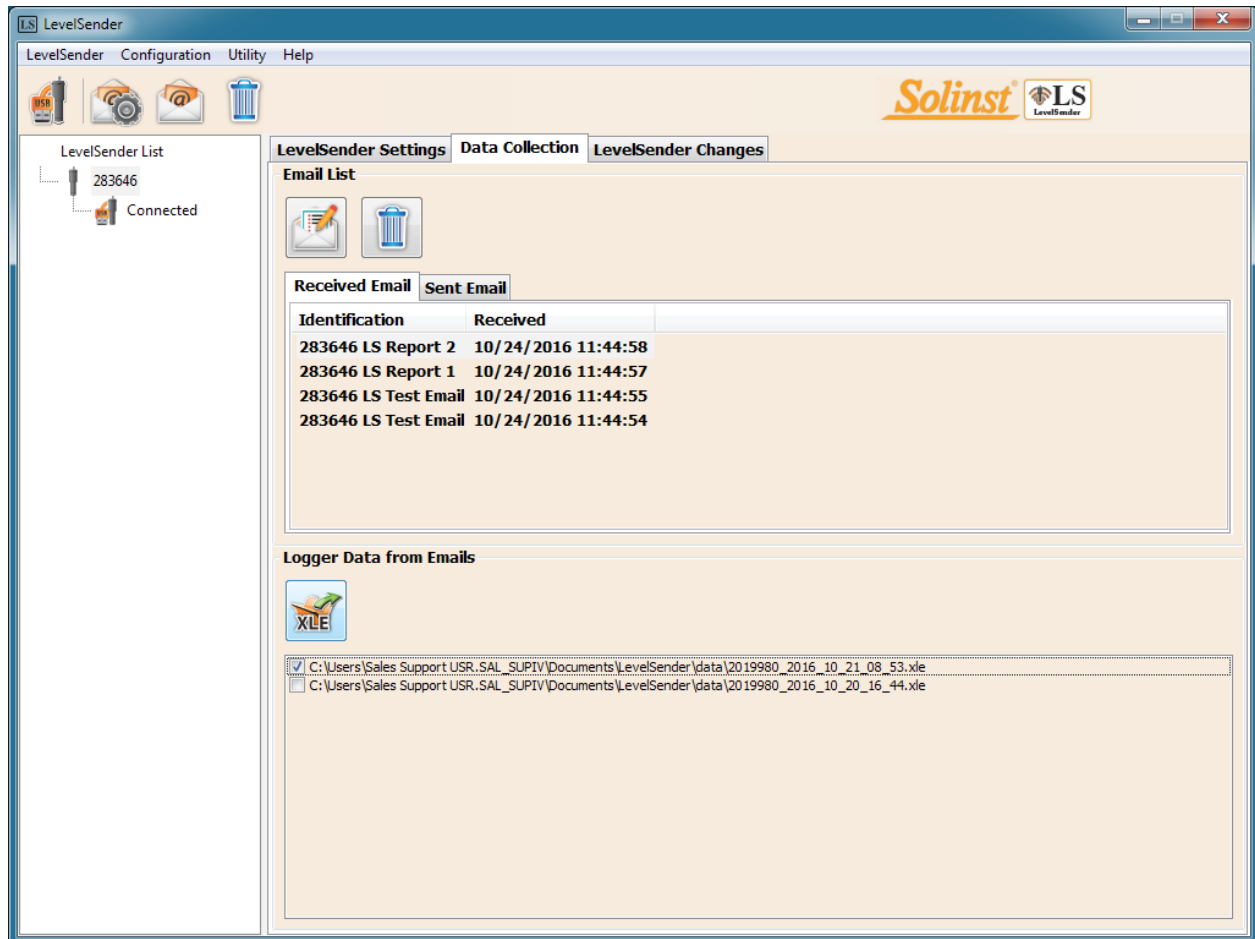 LS LevelSender
LevelSender Configuration Utility Help
USB @ Solinst LS
LevelSender
LevelSender List
283646
Connected
LevelSender Settings Data Collection LevelSender Changes
Email List
Received Email Sent Email
Identification Received
283646 LS Report 2 10/24/2016 11:44:58
283646 LS Report 1 10/24/2016 11:44:57
283646 LS Test Email 10/24/2016 11:44:55
283646 LS Test Email 10/24/2016 11:44:54
Logger Data from Emails
XLE
C:\Users\Sales Support USR.SAL_SUPIV\Documents\LevelSender\data\2019980_2016_10_21_08_53.xle
C:\Users\Sales Support USR.SAL_SUPIV\Documents\LevelSender\data\2019980_2016_10_20_16_44.xle